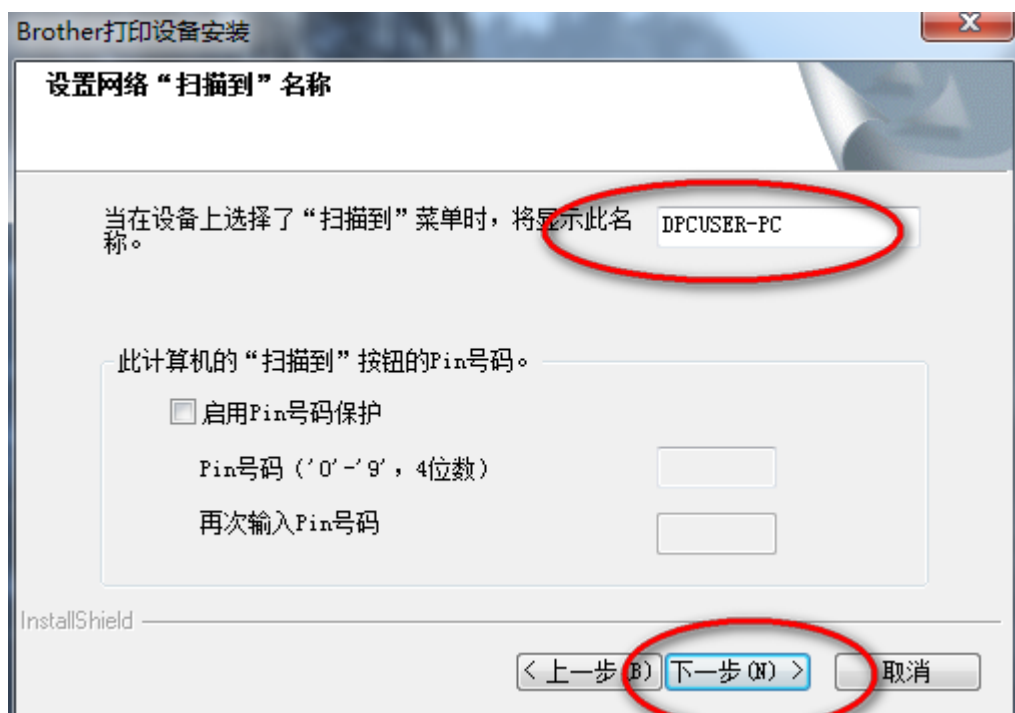 Brother打印设备安装
设置网络“扫描到”名称
当在设备上选择了“扫描到”菜单时，将显示此名
称。
DPCUSER-PC
此计算机的“扫描到”按钮的Pin号码。
启用Pin号码保护
Pin号码（'0'-'9'，4位数）
再次输入Pin号码
InstallShield
< 上一步(B)
下一步(N) >
取消